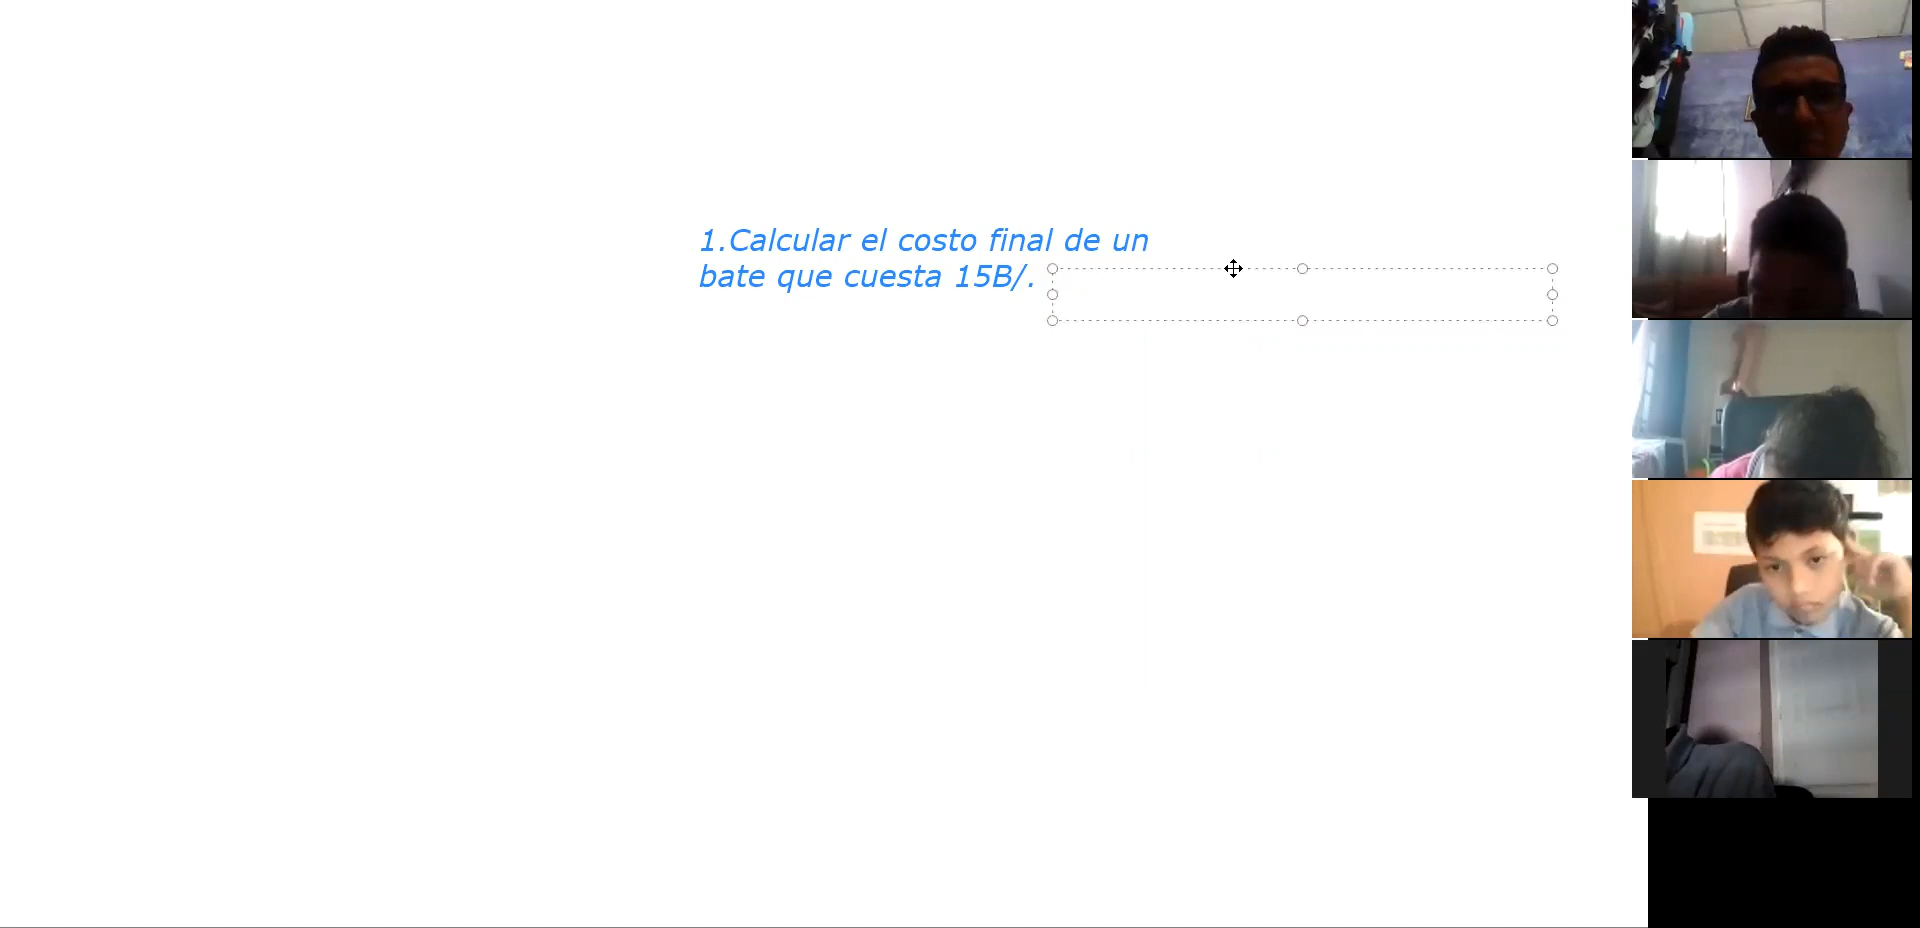 1.Calcular el costo final de un
bate que cuesta 15B/.